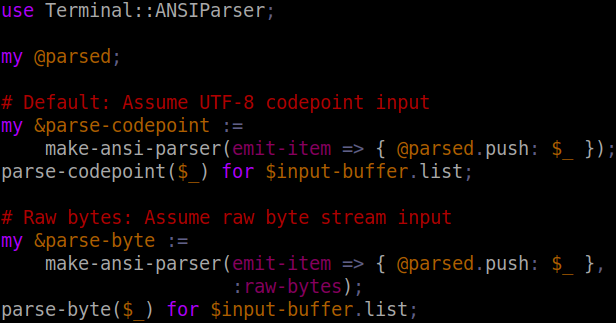 use Terminal::ANSIParser;
my @parsed;
# Default: Assume UTF-8 codepoint input
my &parse-codepoint :=
    make-ansi-parser(emit-item => { @parsed.push: $_ });
parse-codepoint($_) for $input-buffer.list;
# Raw bytes: Assume raw byte stream input
my &parse-byte :=
    make-ansi-parser(emit-item => { @parsed.push: $_ },
                     :raw-bytes);
parse-byte($_) for $input-buffer.list;